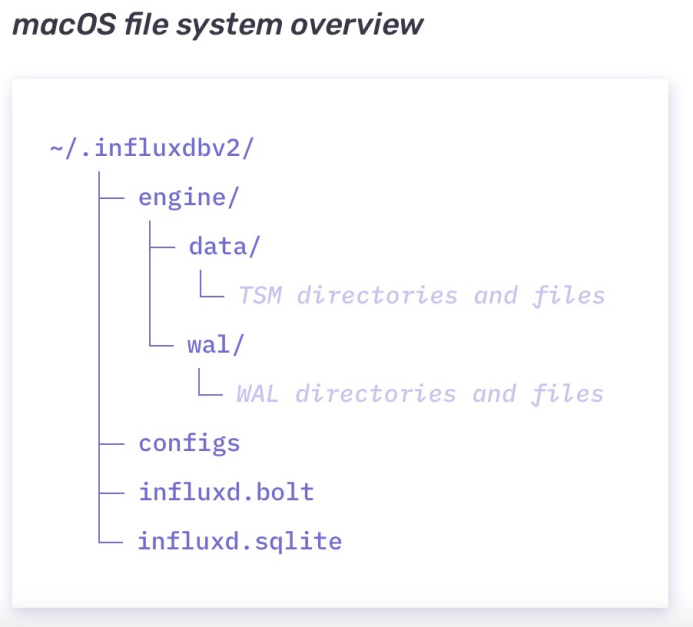 macOS file system overview
~/.influxdbv2/
engine/
data/
TSM directories and files
wal/
WAL directories and files
configs
influxd.bolt
influxd.sqlite